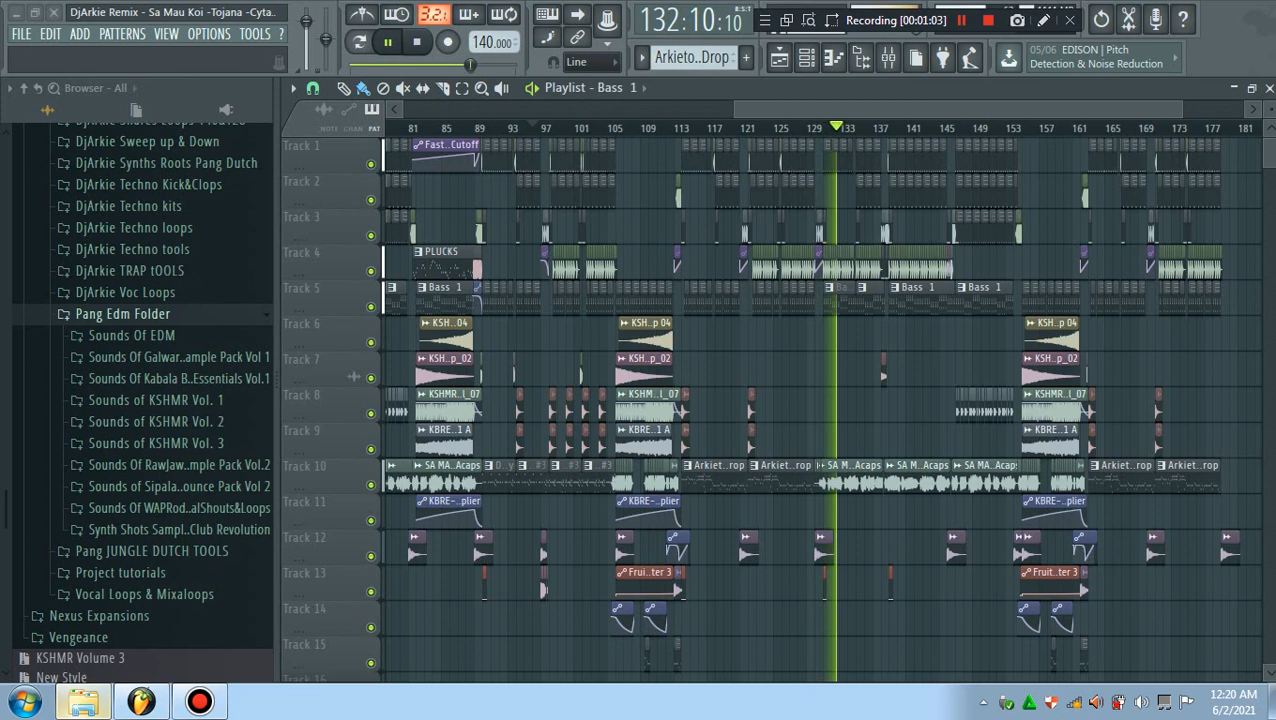 DjArkie Remix - Sa Mau Koi -Tojana -Cyta..
FILE EDIT ADD PATTERNS VIEW OPTIONS TOOLS ?
3.2.
140.000
Line
132:10:10
B:S:T
Recording [00:01:03]
Arkieto..Drop
05/06 EDISON | Pitch
Detection & Noise Reduction
Browser - All
Playlist - Bass 1
NOTE CHAN PAT
81 85 89 93 97 101 105 109 113 117 121 125 129 133 137 141 145 149 153 157 161 165 169 173 177 181
DjArkie Sweep up & Down
DjArkie Synths Roots Pang Dutch
DjArkie Techno Kick&Clops
DjArkie Techno kits
DjArkie Techno loops
DjArkie Techno tools
DjArkie TRAP tOOLS
DjArkie Voc Loops
Pang Edm Folder
Sounds Of EDM
Sounds Of Galwar..ample Pack Vol 1
Sounds Of Kabala B..Essentials Vol.1
Sounds of KSHMR Vol. 1
Sounds of KSHMR Vol. 2
Sounds of KSHMR Vol. 3
Sounds Of RawJaw..mple Pack Vol.2
Sounds Of Sipala..ounce Pack Vol 2
Sounds Of WAProd..alShouts&Loops
Synth Shots Sampl..Club Revolution
Pang JUNGLE DUTCH TOOLS
Project tutorials
Vocal Loops & Mixaloops
Nexus Expansions
Vengeance
KSHMR Volume 3
New Style
Track 1
Fast..Cutoff
Track 2
Track 3
Track 4
PLUCKS
Track 5
Bass 1 Ba.. Bass 1 Bass 1
Track 6
KSH..04 KSH..p 04 KSH..p 04
Track 7
KSH..p_02 KSH..p_02 KSH..p_02
Track 8
KSHMR..l_07 KSHM..l_07 KSHMR..l_07
Track 9
KBRE..1 A KBRE..1 A KBRE..1 A
Track 10
SA MA..Acaps D..y ..#3 ..#3 ..#3 Arkiet..rop Arkiet..rop SA M..Acaps SA M..Acaps SA MA..Acaps Arkiet..rop Arkiet..rop
Track 11
KBRE-..plier KBRE-..plier KBRE-..plier
Track 12
Track 13
Frui..ter 3 Fruit..ter 3
Track 14
Track 15
12:20 AM
6/2/2021